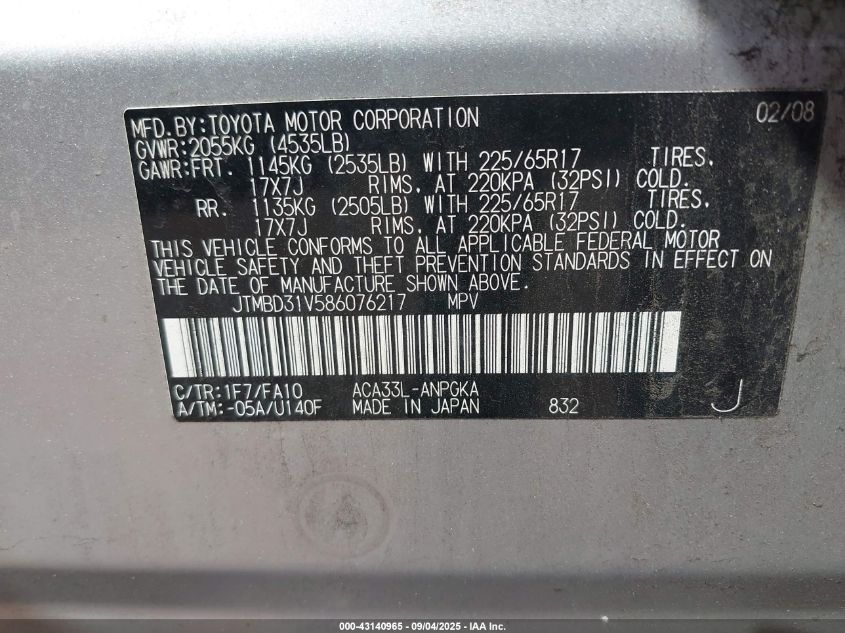 MFD.BY:TOYOTA MOTOR CORPORATION 02/08
GVWR:2055KG (4535LB)
GAWR:FRT. 1145KG (2535LB) WITH 225/65R17 TIRES.
17X7J RIMS. AT 220KPA (32PSI) COLD.
RR. 1135KG (2505LB) WITH 225/65R17 TIRES.
17X7J RIMS. AT 220KPA (32PSI) COLD.
THIS VEHICLE CONFORMS TO ALL APPLICABLE FEDERAL MOTOR
VEHICLE SAFETY AND THEFT PREVENTION STANDARDS IN EFFECT ON
THE DATE OF MANUFACTURE SHOWN ABOVE.
JTMBD31V586076217 MPV
C/TR:1F7/FA10 ACA33L-ANPGKA
A/TM:-05A/U140F MADE IN JAPAN 832 J
000-43140965 - 09/04/2025 - IAA Inc.